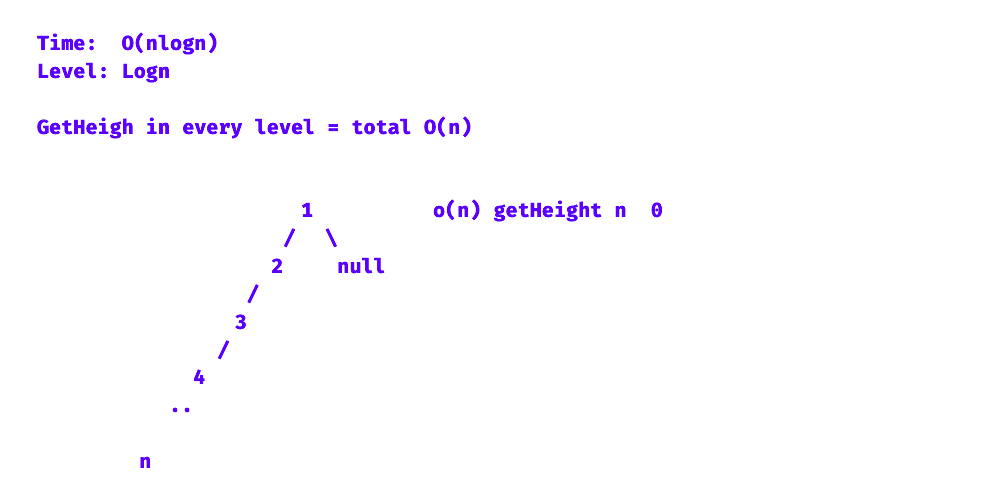 Time:  O(nlogn)
Level: Logn
GetHeigh in every level = total O(n)
1 o(n) getHeight n  0
/ \
2 null
/
3
/
4
..
n